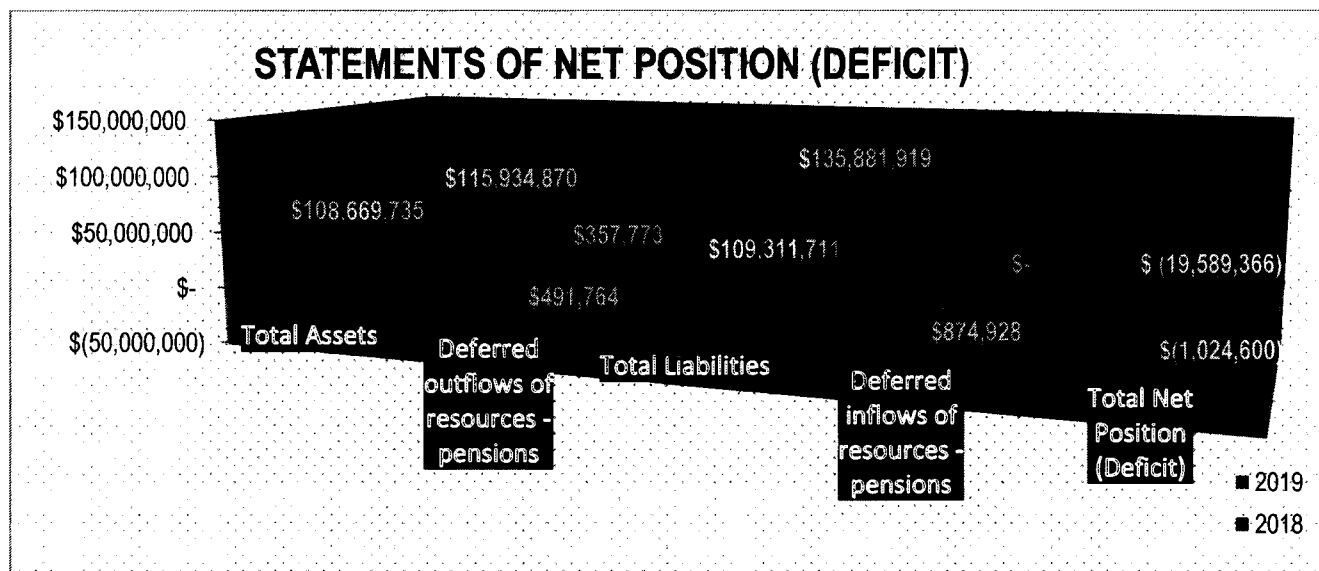 STATEMENTS OF NET POSITION (DEFICIT)
$150,000,000
$100,000,000
$50,000,000
$-
$(50,000,000)
$108,669,735
$115,934,870
$357,773
$491,764
$109,311,711
$135,881,919
$-
$874,928
$ (19,589,366)
$(1,024,600)
Total Assets
Deferred
outflows of
resources -
pensions
Total Liabilities
Deferred
inflows of
resources -
pensions
Total Net
Position
(Deficit)
2019
2018